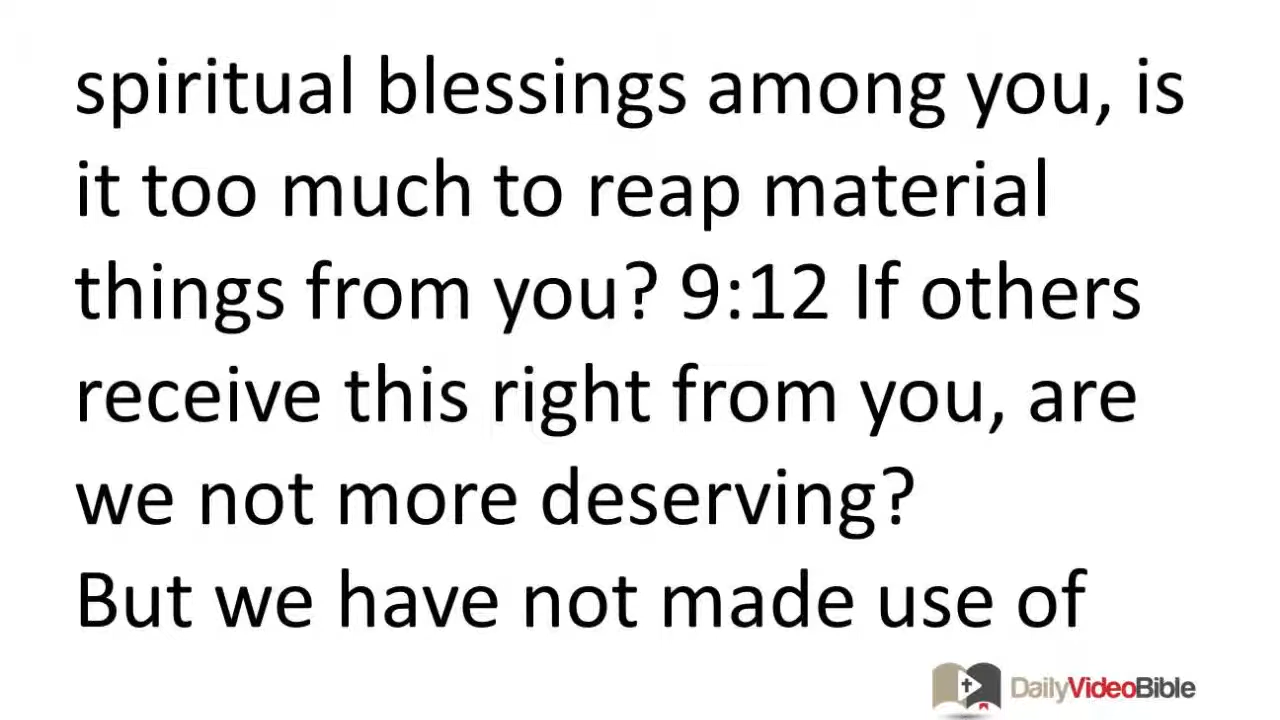 spiritual blessings among you, is
it too much to reap material
things from you? 9:12 If others
receive this right from you, are
we not more deserving?
But we have not made use of
DailyVideoBible